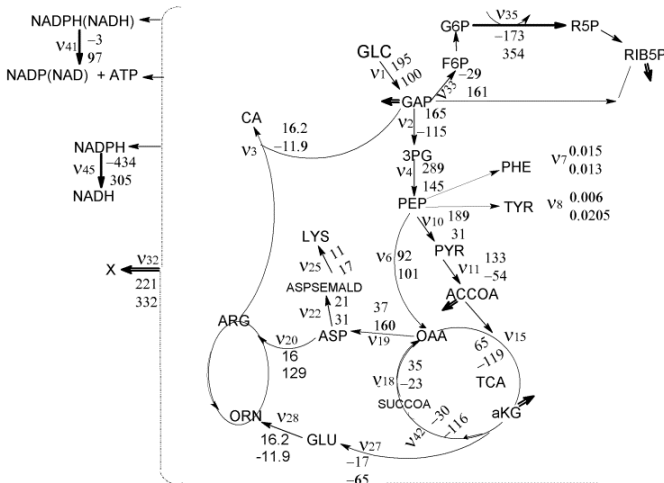 NADPH(NADH)
ν41
−3
97
NADP(NAD) + ATP
NADPH
ν45
−434
305
NADH
X
ν32
221
332
GLC
ν1
195
100
G6P
ν35
−173
354
R5P
RIB5P
F6P
ν33
−29
161
GAP
ν2
165
−115
CA
ν3
16.2
−11.9
3PG
ν4
289
145
PEP
PHE
ν7
0.015
0.013
TYR
ν8
0.006
0.0205
ν10
189
31
PYR
ν11
133
−54
ACCOA
ν6
92
101
LYS
ν25
11
17
ASPSEMALD
ν22
21
31
ASP
37
160
ν19
OAA
ν15
65
−119
TCA
aKG
ν18
35
−23
SUCCOA
ν42
−30
−116
ARG
ν20
16
129
ORN
ν28
16.2
-11.9
GLU
ν27
−17
−65